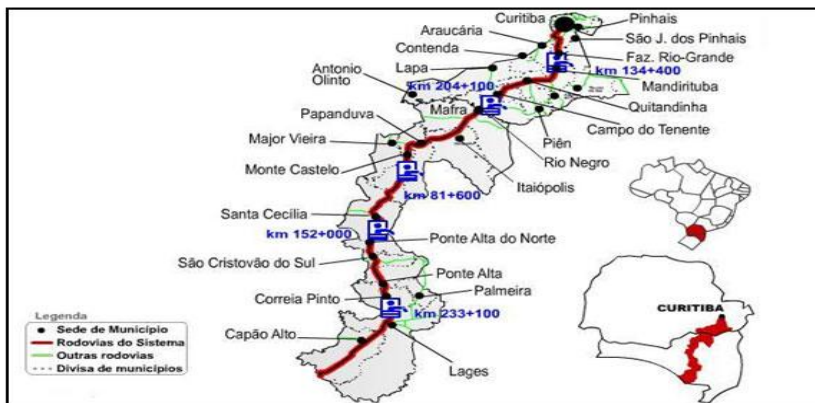 Curitiba
Pinhais
Araucária
São J. dos Pinhais
Contenda
Faz. Rio-Grande
Lapa
km 134+400
Antonio
Olinto
km 204+100
Mandirituba
Mafra
Quitandinha
Papanduva
Campo do Tenente
Piên
Major Vieira
Rio Negro
Monte Castelo
Itaiópolis
km 81+600
Santa Cecília
km 152+000
Ponte Alta do Norte
São Cristovão do Sul
Ponte Alta
Correia Pinto
Palmeira
km 233+100
Capão Alto
Lages
Legenda
Sede de Município
Rodovias do Sistema
Outras rodovias
Divisa de municípios
CURITIBA